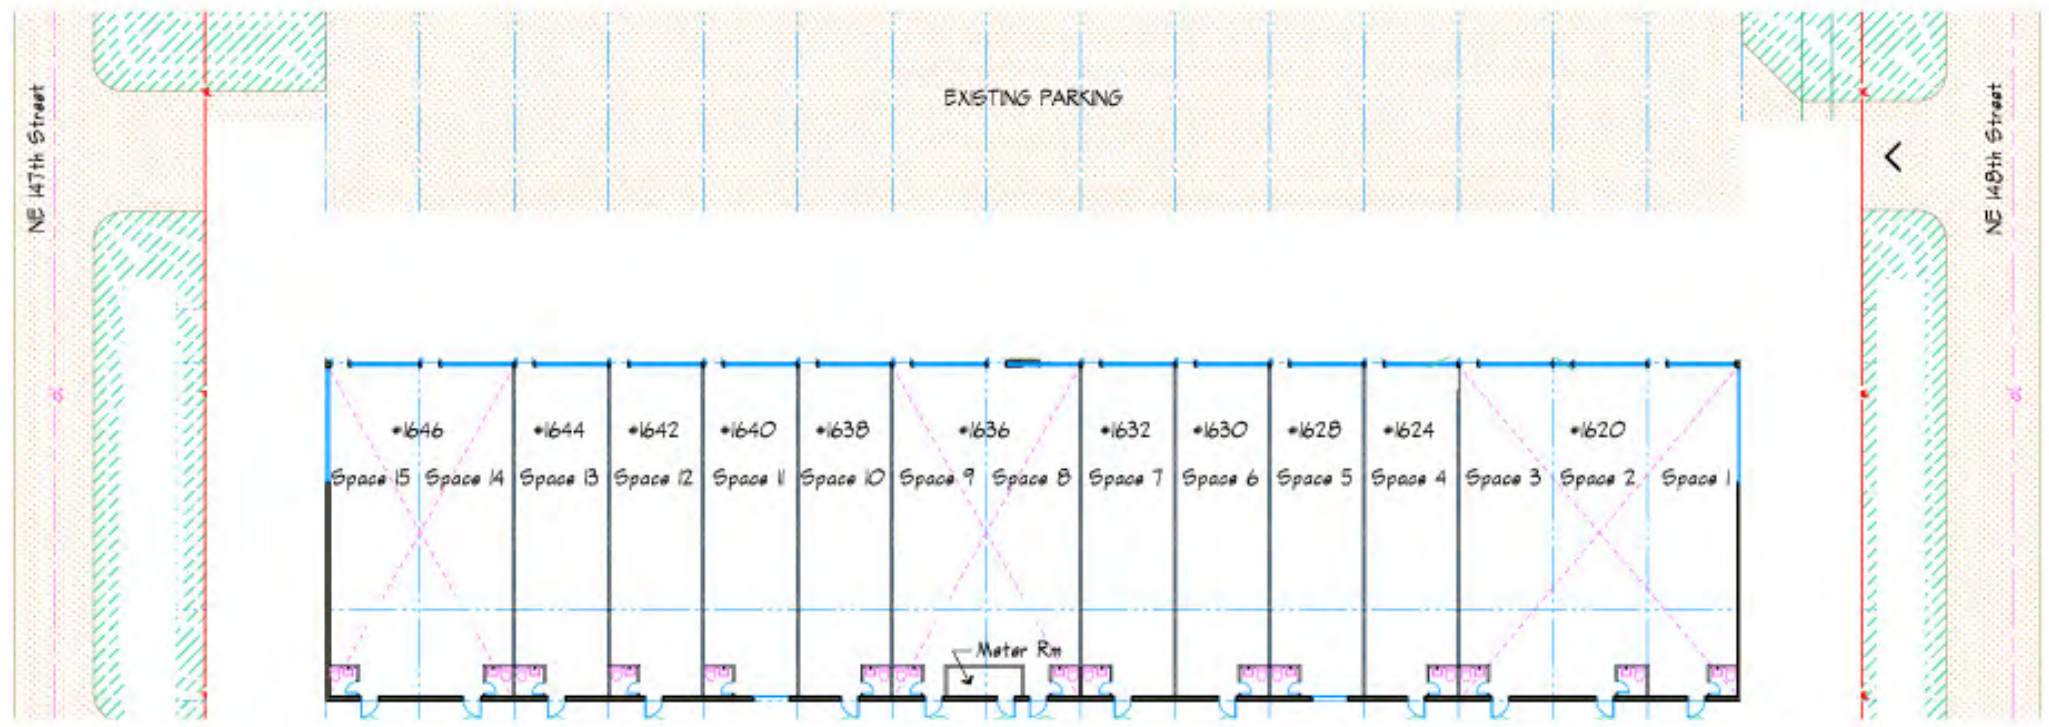 EXISTING PARKING
NE 147th Street
NE 148th Street
<
#1646 #1644 #1642 #1640 #1638 #1636 #1632 #1630 #1628 #1624 #1620
Space 15 Space 14 Space 13 Space 12 Space 11 Space 10 Space 9 Space 8 Space 7 Space 6 Space 5 Space 4 Space 3 Space 2 Space 1
Meter Rm